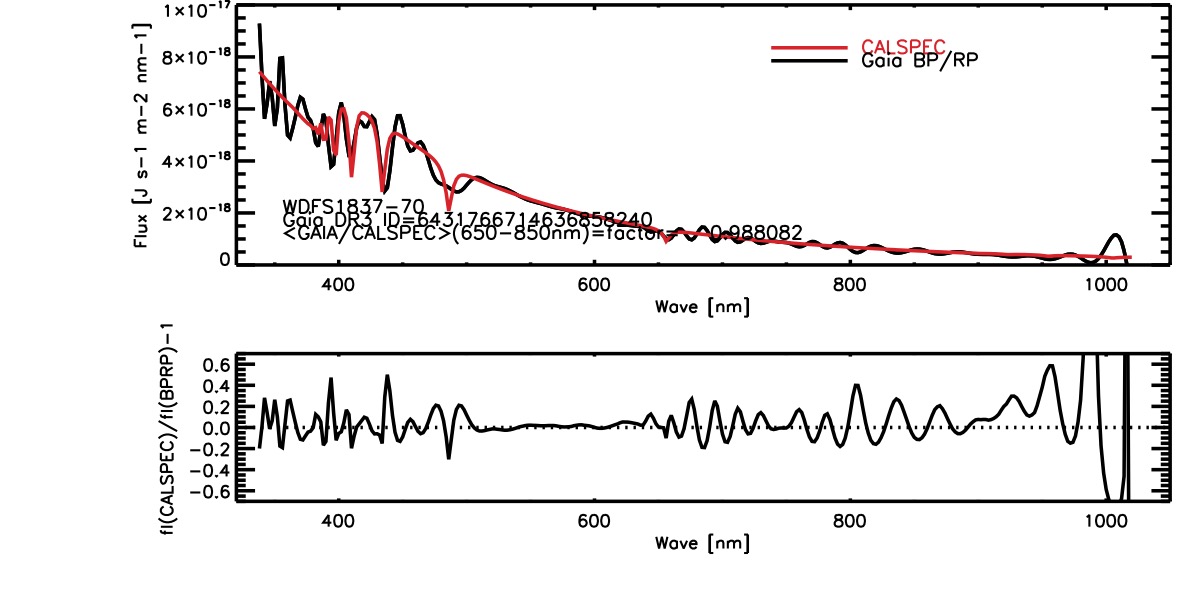 1×10⁻¹⁷
8×10⁻¹⁸
6×10⁻¹⁸
4×10⁻¹⁸
2×10⁻¹⁸
0
Flux [J s−1 m−2 nm−1]
CALSPEC
Gaia BP/RP
WDFS1837−70
Gaia DR3 ID=6431766714636858240
<GAIA/CALSPEC>(650−850nm)=factor= 0.988082
400 600 800 1000
Wave [nm]
fl(CALSPEC)/fl(BPRP)−1
0.6
0.4
0.2
0.0
−0.2
−0.4
−0.6
400 600 800 1000
Wave [nm]